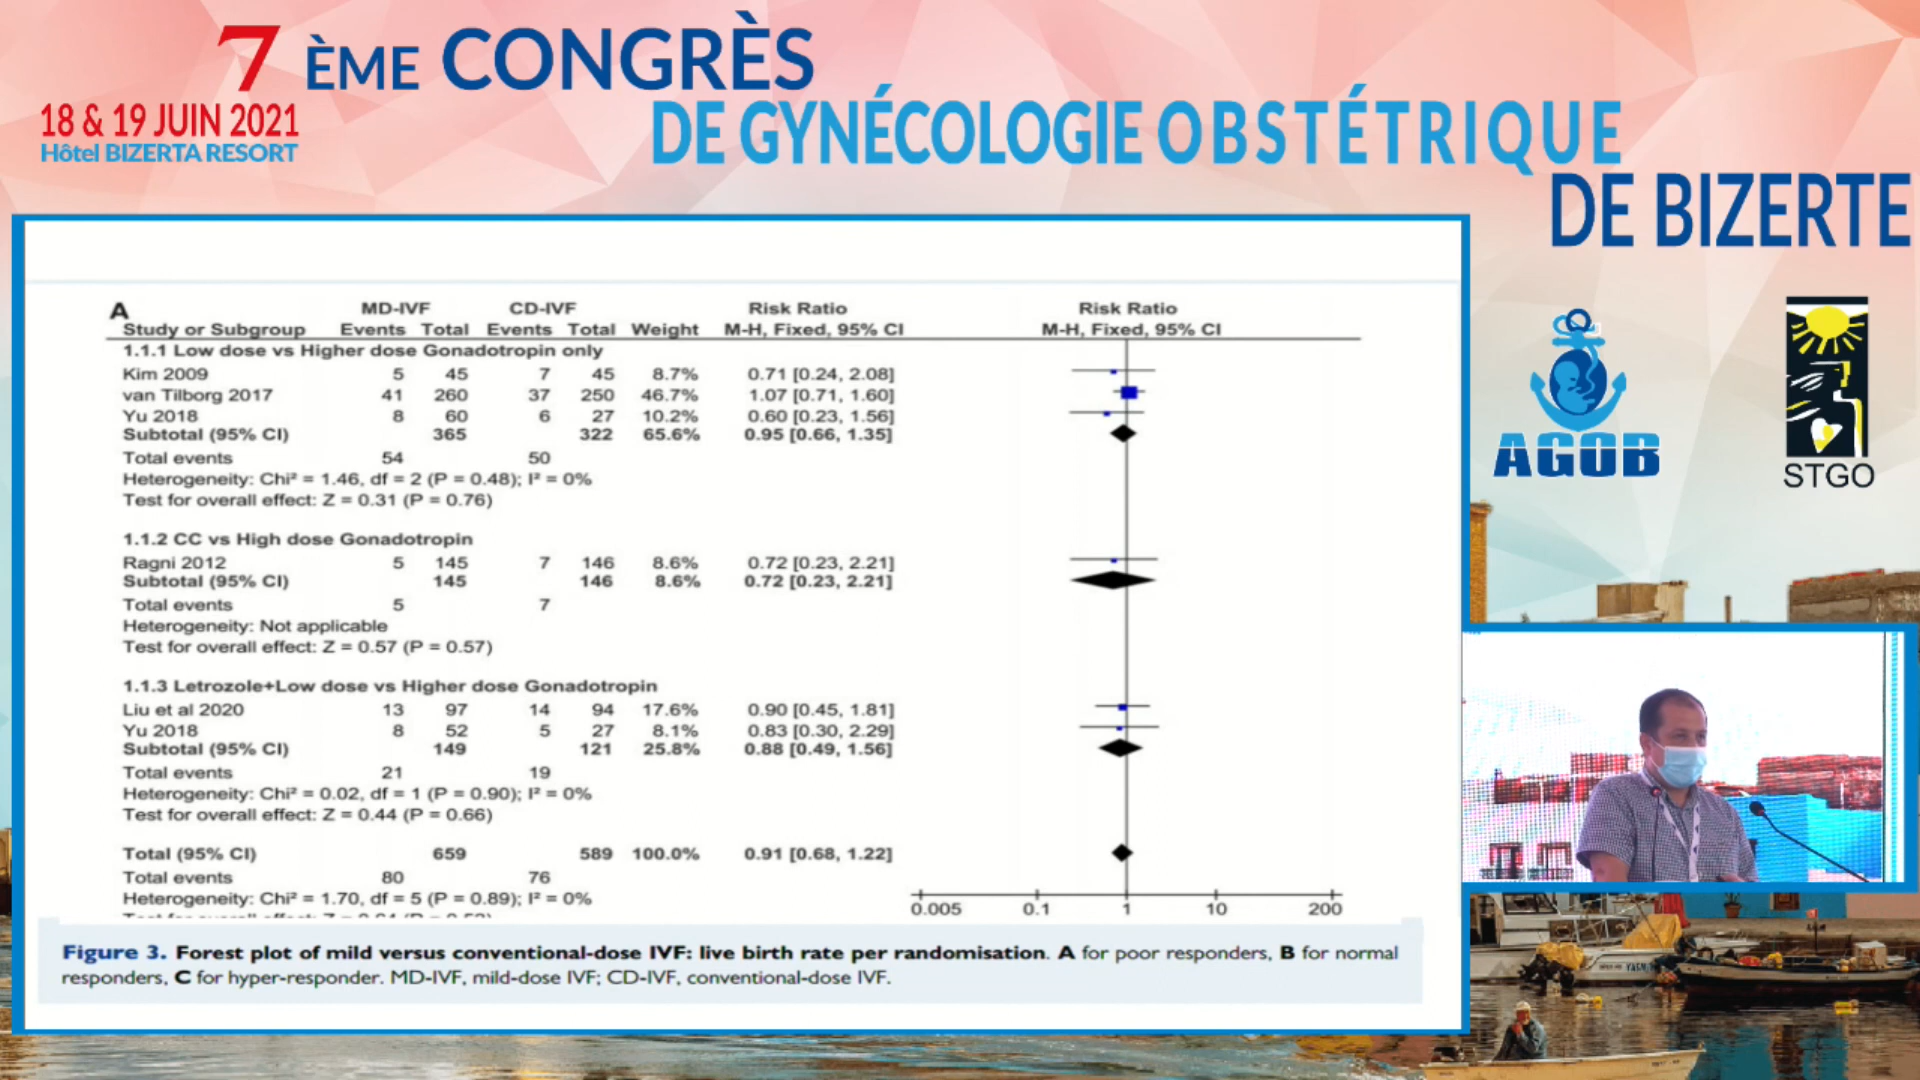 7 ÈME CONGRÈS
DE GYNÉCOLOGIE OBSTÉTRIQUE
DE BIZERTE
18 & 19 JUIN 2021
Hôtel BIZERTA RESORT
A
MD-IVF CD-IVF Risk Ratio Risk Ratio
Study or Subgroup Events Total Events Total Weight M-H, Fixed, 95% CI M-H, Fixed, 95% CI
1.1.1 Low dose vs Higher dose Gonadotropin only
Kim 2009 5 45 7 45 8.7% 0.71 [0.24, 2.08]
van Tilborg 2017 41 260 37 250 46.7% 1.07 [0.71, 1.60]
Yu 2018 8 60 6 27 10.2% 0.60 [0.23, 1.56]
Subtotal (95% CI) 365 322 65.6% 0.95 [0.66, 1.35]
Total events 54 50
Heterogeneity: Chi² = 1.46, df = 2 (P = 0.48); I² = 0%
Test for overall effect: Z = 0.31 (P = 0.76)
1.1.2 CC vs High dose Gonadotropin
Ragni 2012 5 145 7 146 8.6% 0.72 [0.23, 2.21]
Subtotal (95% CI) 145 146 8.6% 0.72 [0.23, 2.21]
Total events 5 7
Heterogeneity: Not applicable
Test for overall effect: Z = 0.57 (P = 0.57)
1.1.3 Letrozole+Low dose vs Higher dose Gonadotropin
Liu et al 2020 13 97 14 94 17.6% 0.90 [0.45, 1.81]
Yu 2018 8 52 5 27 8.1% 0.83 [0.30, 2.29]
Subtotal (95% CI) 149 121 25.8% 0.88 [0.49, 1.56]
Total events 21 19
Heterogeneity: Chi² = 0.02, df = 1 (P = 0.90); I² = 0%
Test for overall effect: Z = 0.44 (P = 0.66)
Total (95% CI) 659 589 100.0% 0.91 [0.68, 1.22]
Total events 80 76
Heterogeneity: Chi² = 1.70, df = 5 (P = 0.89); I² = 0%
0.005 0.1 1 10 200
Figure 3. Forest plot of mild versus conventional-dose IVF: live birth rate per randomisation. A for poor responders, B for normal
responders, C for hyper-responder. MD-IVF, mild-dose IVF; CD-IVF, conventional-dose IVF.
AGOB
STGO